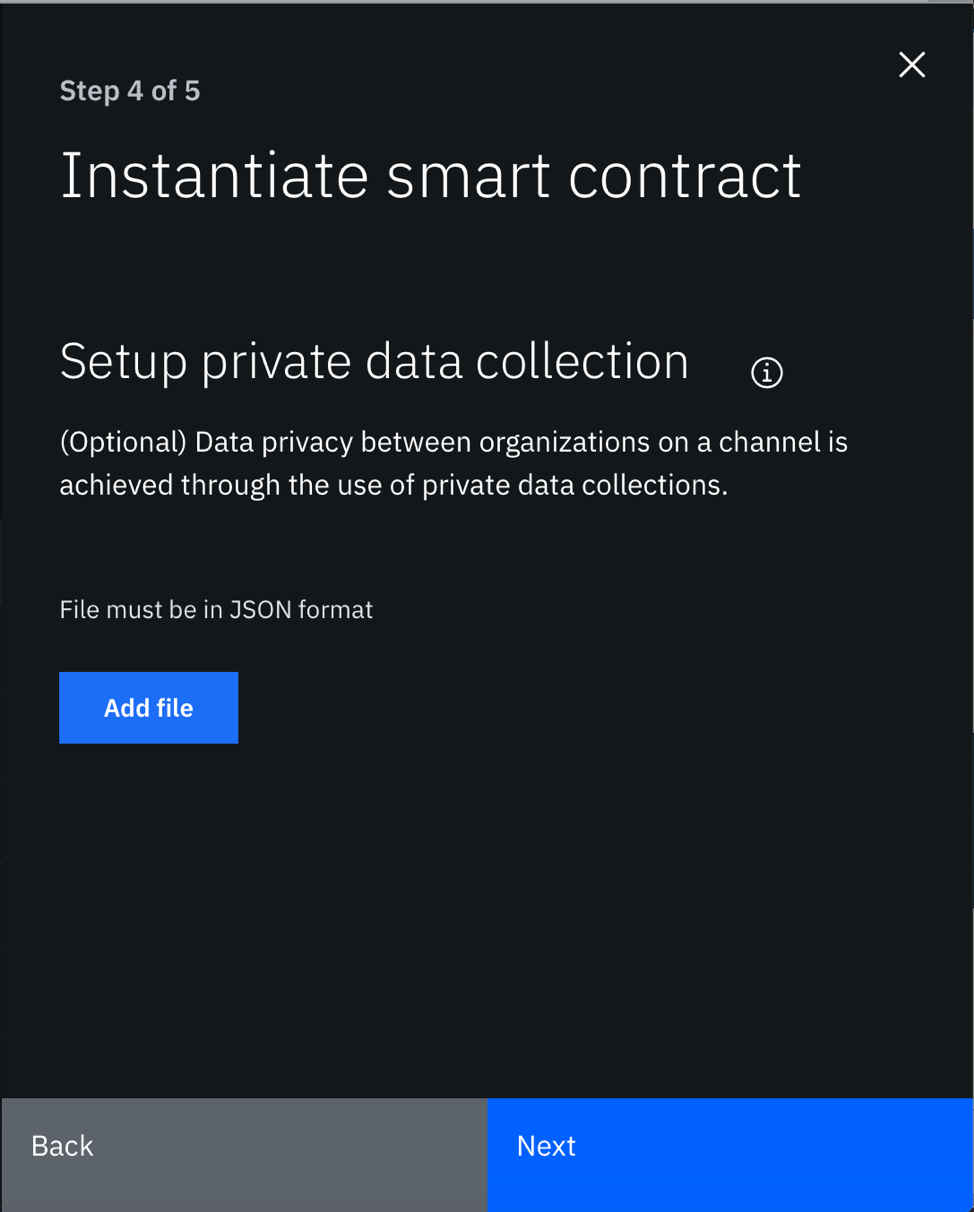 Step 4 of 5
Instantiate smart contract
Setup private data collection
(Optional) Data privacy between organizations on a channel is
achieved through the use of private data collections.
File must be in JSON format
Add file
Back
Next